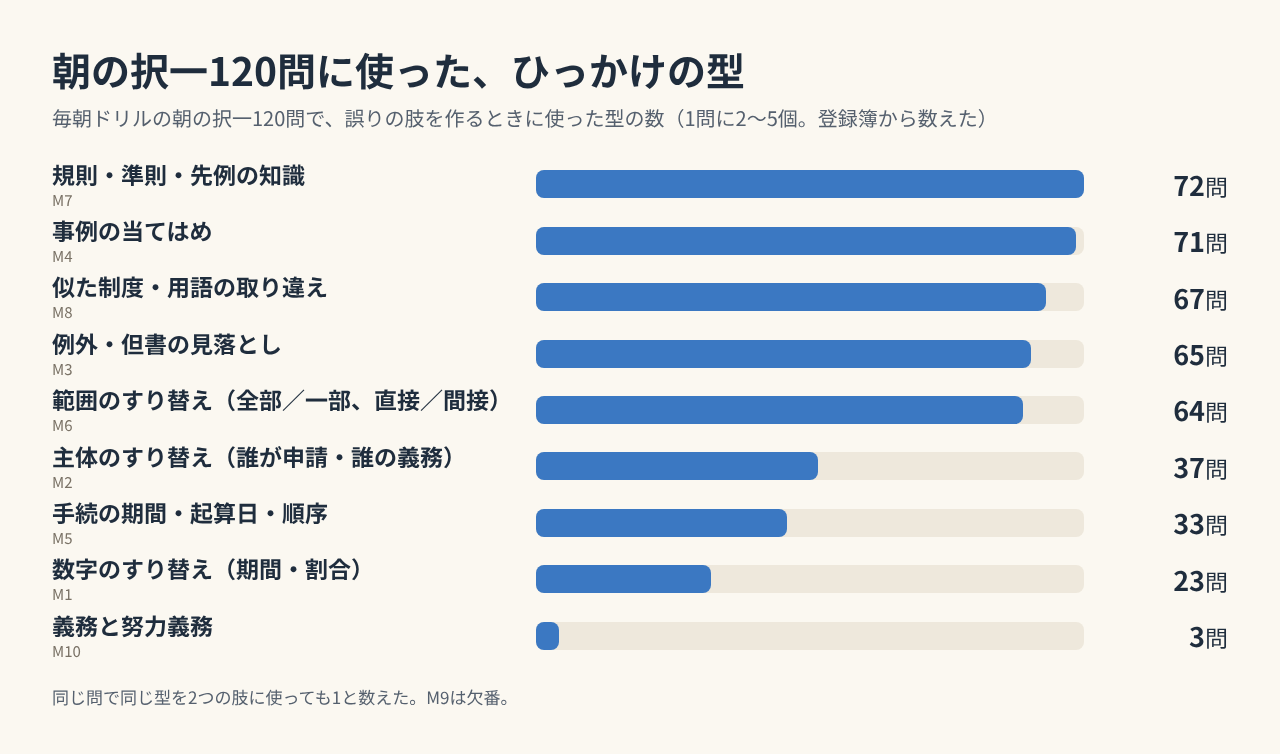 朝の択一120問に使った、ひっかけの型
毎朝ドリルの朝の択一120問で、誤りの肢を作るときに使った型の数（1問に2〜5個。登録簿から数えた）
規則・準則・先例の知識
M7
72問
事例の当てはめ
M4
71問
似た制度・用語の取り違え
M8
67問
例外・但書の見落とし
M3
65問
範囲のすり替え（全部／一部、直接／間接）
M6
64問
主体のすり替え（誰が申請・誰の義務）
M2
37問
手続の期間・起算日・順序
M5
33問
数字のすり替え（期間・割合）
M1
23問
義務と努力義務
M10
3問
同じ問で同じ型を2つの肢に使っても1と数えた。M9は欠番。